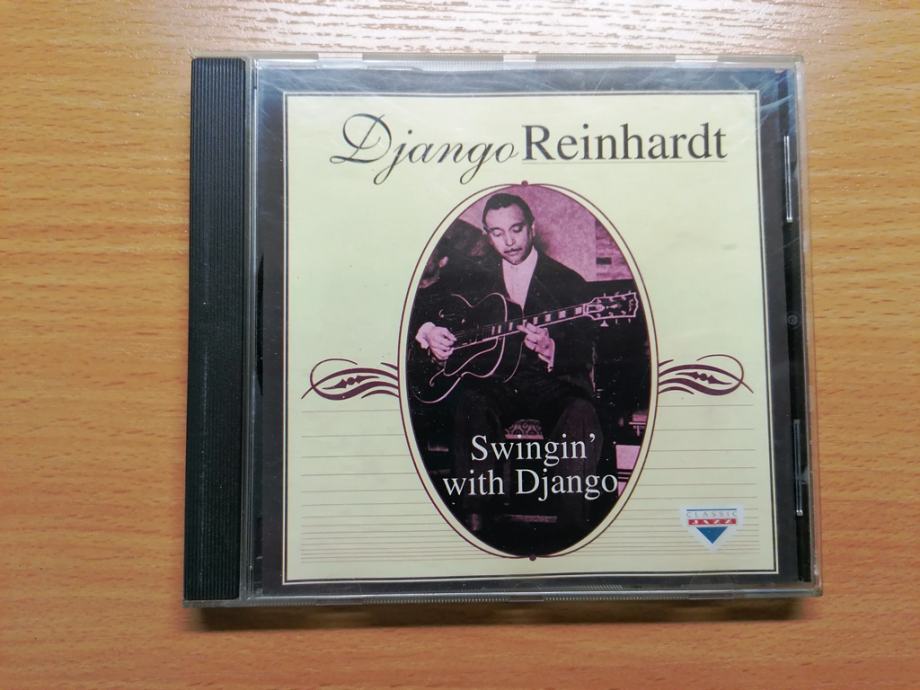 Django Reinhardt
Swingin'
with Django
CLASSIC
JAZZ